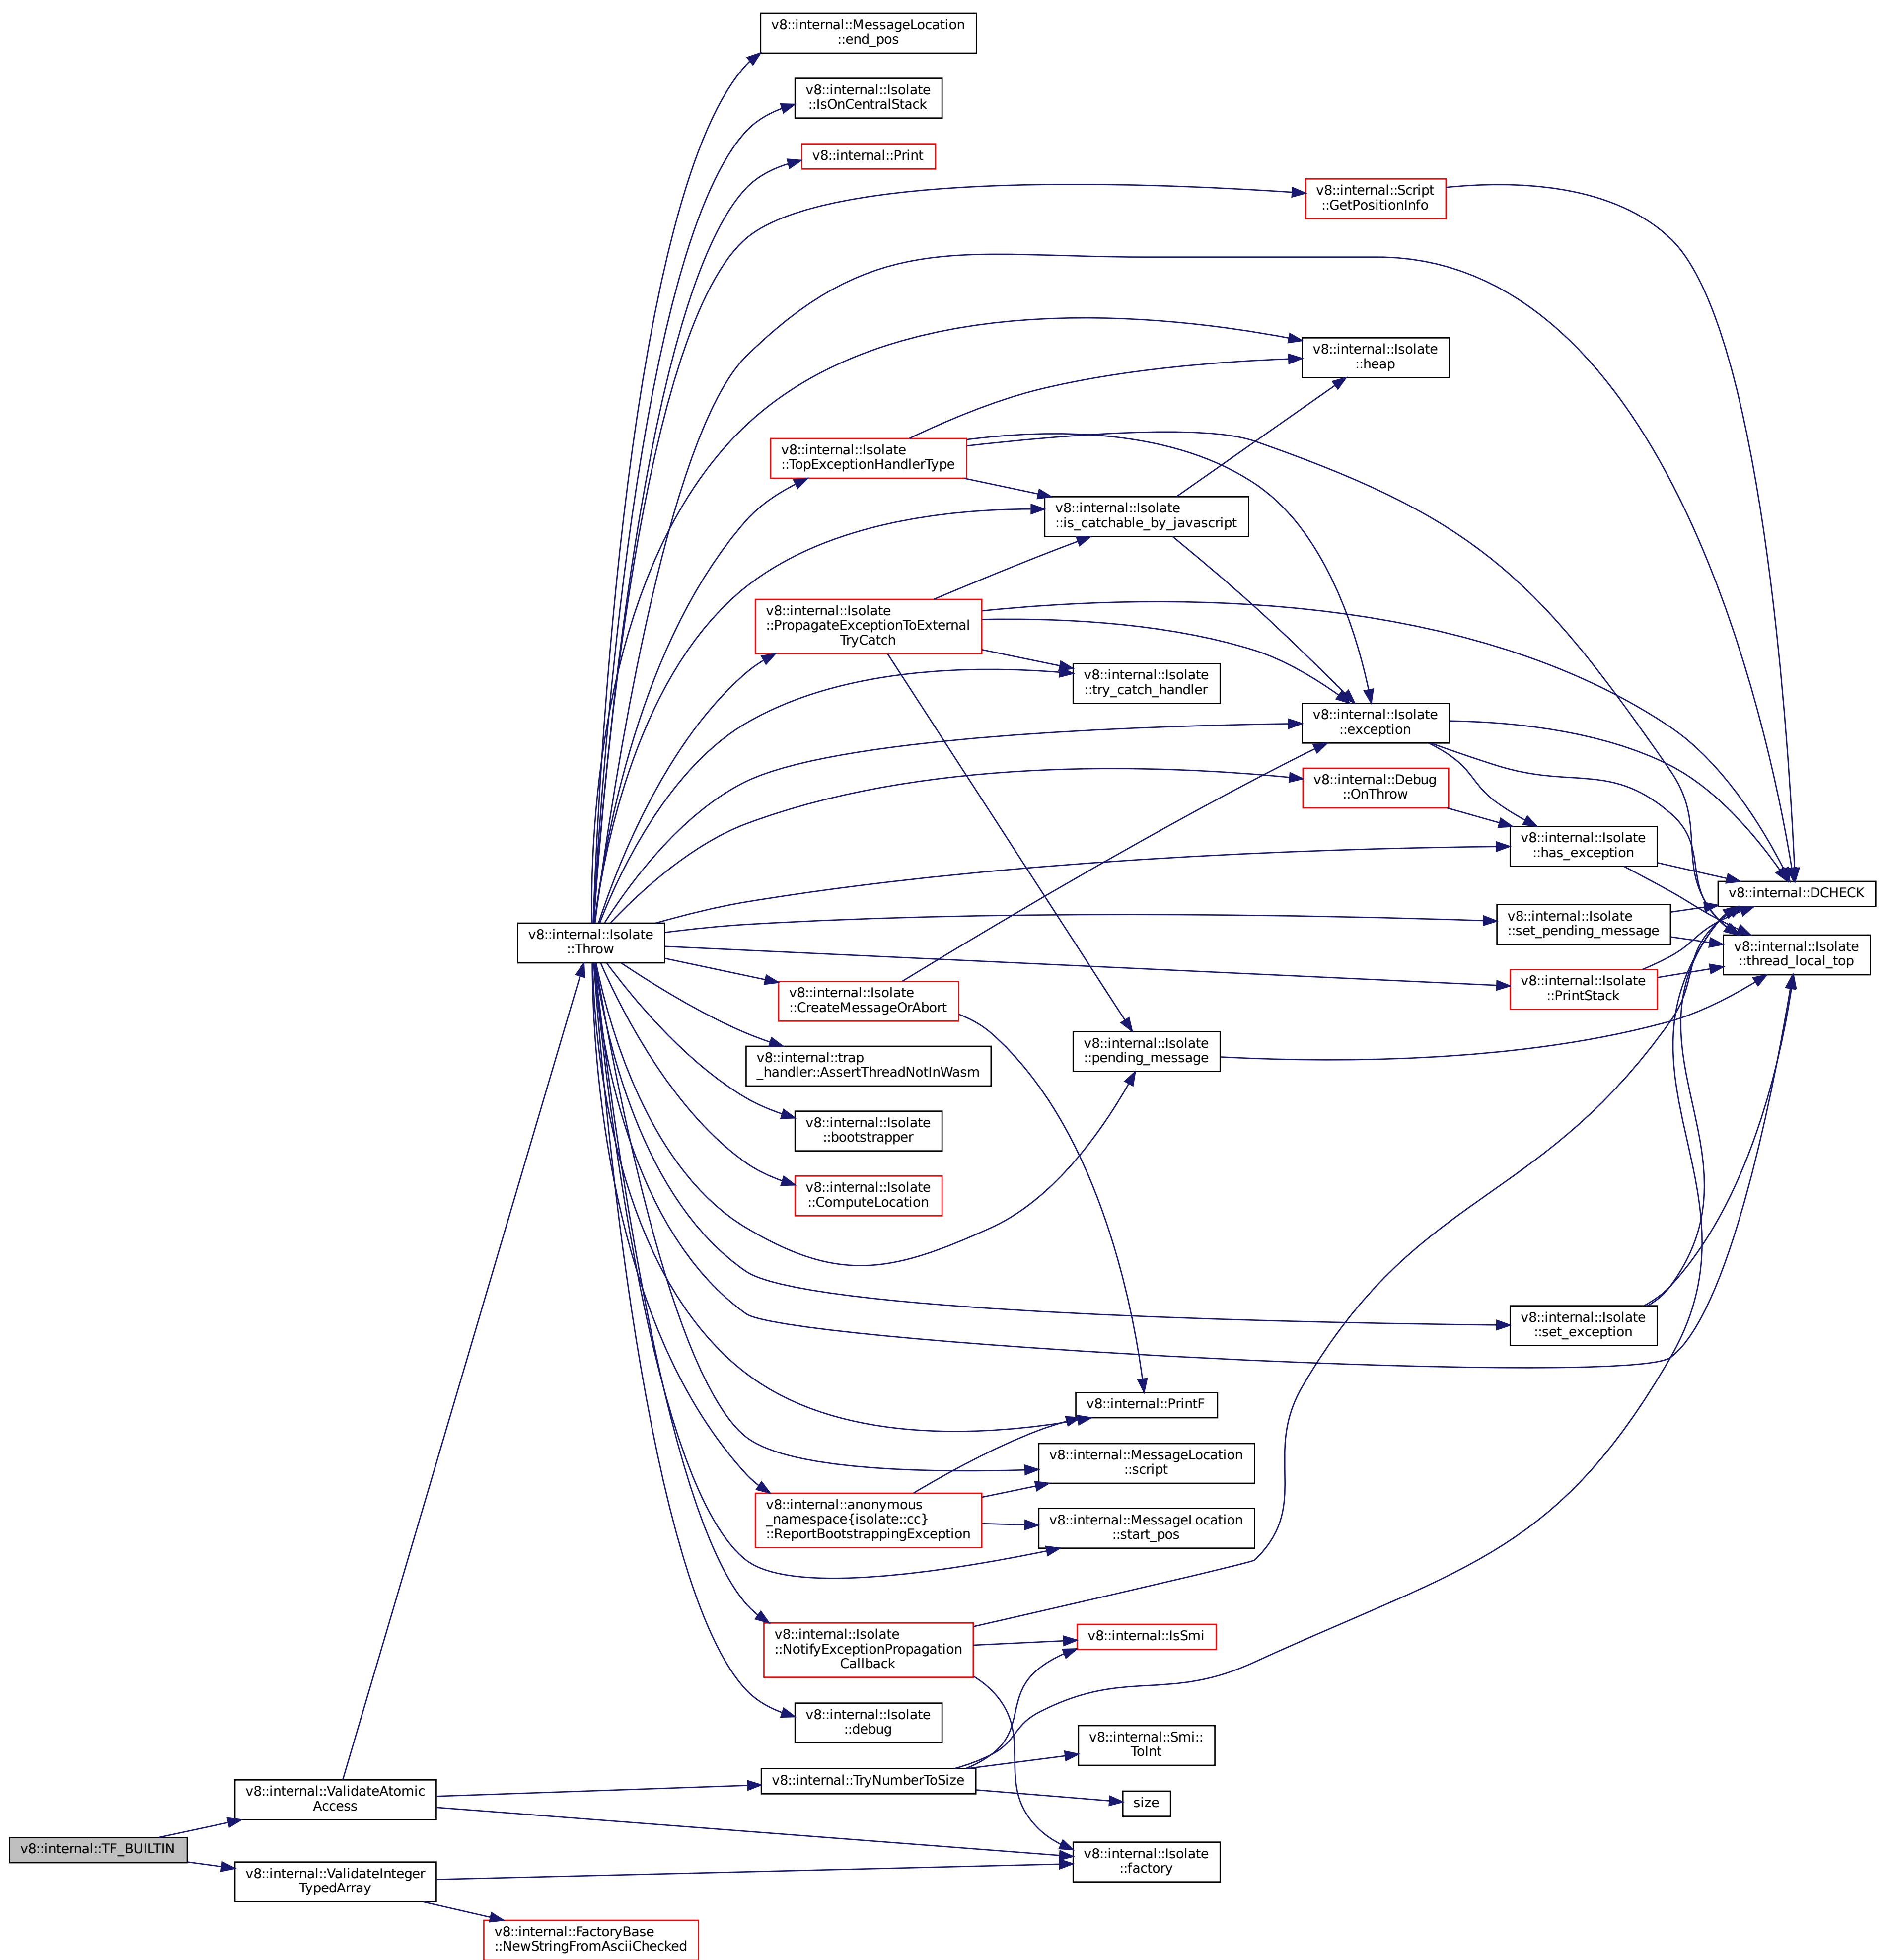 v8::internal::MessageLocation
::end_pos
v8::internal::Isolate
::IsOnCentralStack
v8::internal::Print
v8::internal::Script
::GetPositionInfo
v8::internal::Isolate
::heap
v8::internal::Isolate
::TopExceptionHandlerType
v8::internal::Isolate
::is_catchable_by_javascript
v8::internal::Isolate
::PropagateExceptionToExternal
TryCatch
v8::internal::Isolate
::try_catch_handler
v8::internal::Isolate
::exception
v8::internal::Debug
::OnThrow
v8::internal::Isolate
::has_exception
v8::internal::DCHECK
v8::internal::Isolate
::set_pending_message
v8::internal::Isolate
::Throw
v8::internal::Isolate
::thread_local_top
v8::internal::Isolate
::PrintStack
v8::internal::Isolate
::CreateMessageOrAbort
v8::internal::Isolate
::pending_message
v8::internal::trap
_handler::AssertThreadNotInWasm
v8::internal::Isolate
::bootstrapper
v8::internal::Isolate
::ComputeLocation
v8::internal::Isolate
::set_exception
v8::internal::PrintF
v8::internal::MessageLocation
::script
v8::internal::anonymous
_namespace{isolate::cc}
::ReportBootstrappingException
v8::internal::MessageLocation
::start_pos
v8::internal::Isolate
::NotifyExceptionPropagation
Callback
v8::internal::IsSmi
v8::internal::Isolate
::debug
v8::internal::Smi::
ToInt
v8::internal::TryNumberToSize
size
v8::internal::ValidateAtomic
Access
v8::internal::TF_BUILTIN
v8::internal::Isolate
::factory
v8::internal::ValidateInteger
TypedArray
v8::internal::FactoryBase
::NewStringFromAsciiChecked